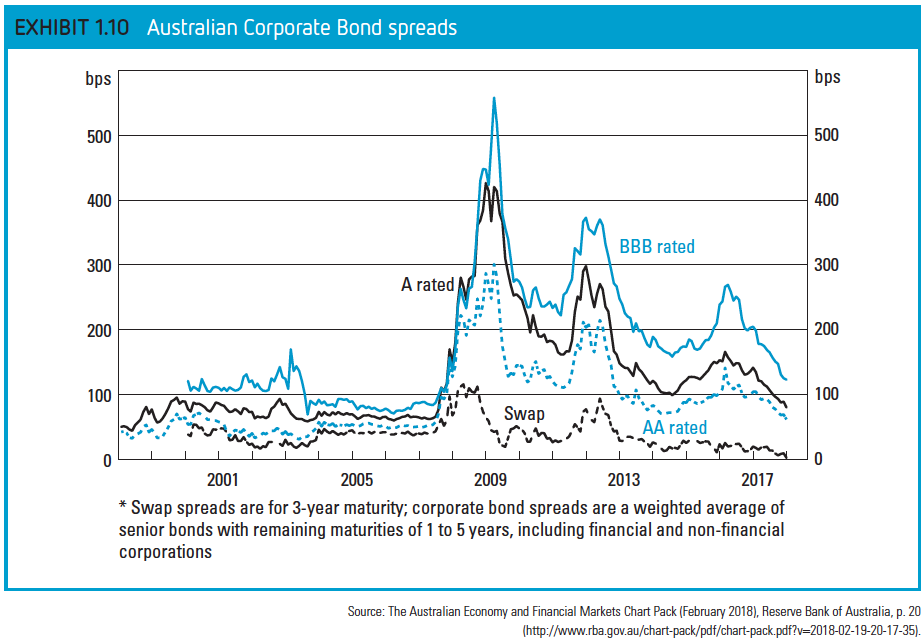 EXHIBIT 1.10 Australian Corporate Bond spreads
bps bps
500 500
400 400
BBB rated
300 300
A rated
200 200
100 100
Swap
AA rated
0 0
2001 2005 2009 2013 2017
* Swap spreads are for 3-year maturity; corporate bond spreads are a weighted average of
senior bonds with remaining maturities of 1 to 5 years, including financial and non-financial
corporations
Source: The Australian Economy and Financial Markets Chart Pack (February 2018), Reserve Bank of Australia, p. 20
(http://www.rba.gov.au/chart-pack/pdf/chart-pack.pdf?v=2018-02-19-20-17-35).